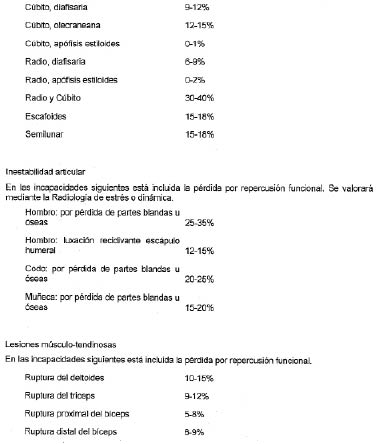 Cúbito, diafisaria 9-12%
Cúbito, olecraneana 12-15%
Cúbito, apófisis estiloides 0-1%
Radio, diafisaria 6-9%
Radio, apófisis estiloides 0-2%
Radio y Cúbito 30-40%
Escafoides 15-18%
Semilunar 15-18%
Inestabilidad articular
En las incapacidades siguientes está incluida la pérdida por repercusión funcional. Se valorará
mediante la Radiología de estrés o dinámica.
Hombro: por pérdida de partes blandas u
óseas 25-35%
Hombro: luxación recidivante escápulo
humeral 12-15%
Codo: por pérdida de partes blandas u
óseas 20-25%
Muñeca: por pérdida de partes blandas u
óseas 15-20%
Lesiones músculo-tendinosas
En las incapacidades siguientes está incluida la pérdida por repercusión funcional.
Ruptura del deltoides 10-15%
Ruptura del triceps 9-12%
Ruptura proximal del biceps 5-8%
Ruptura distal del biceps 6-9%